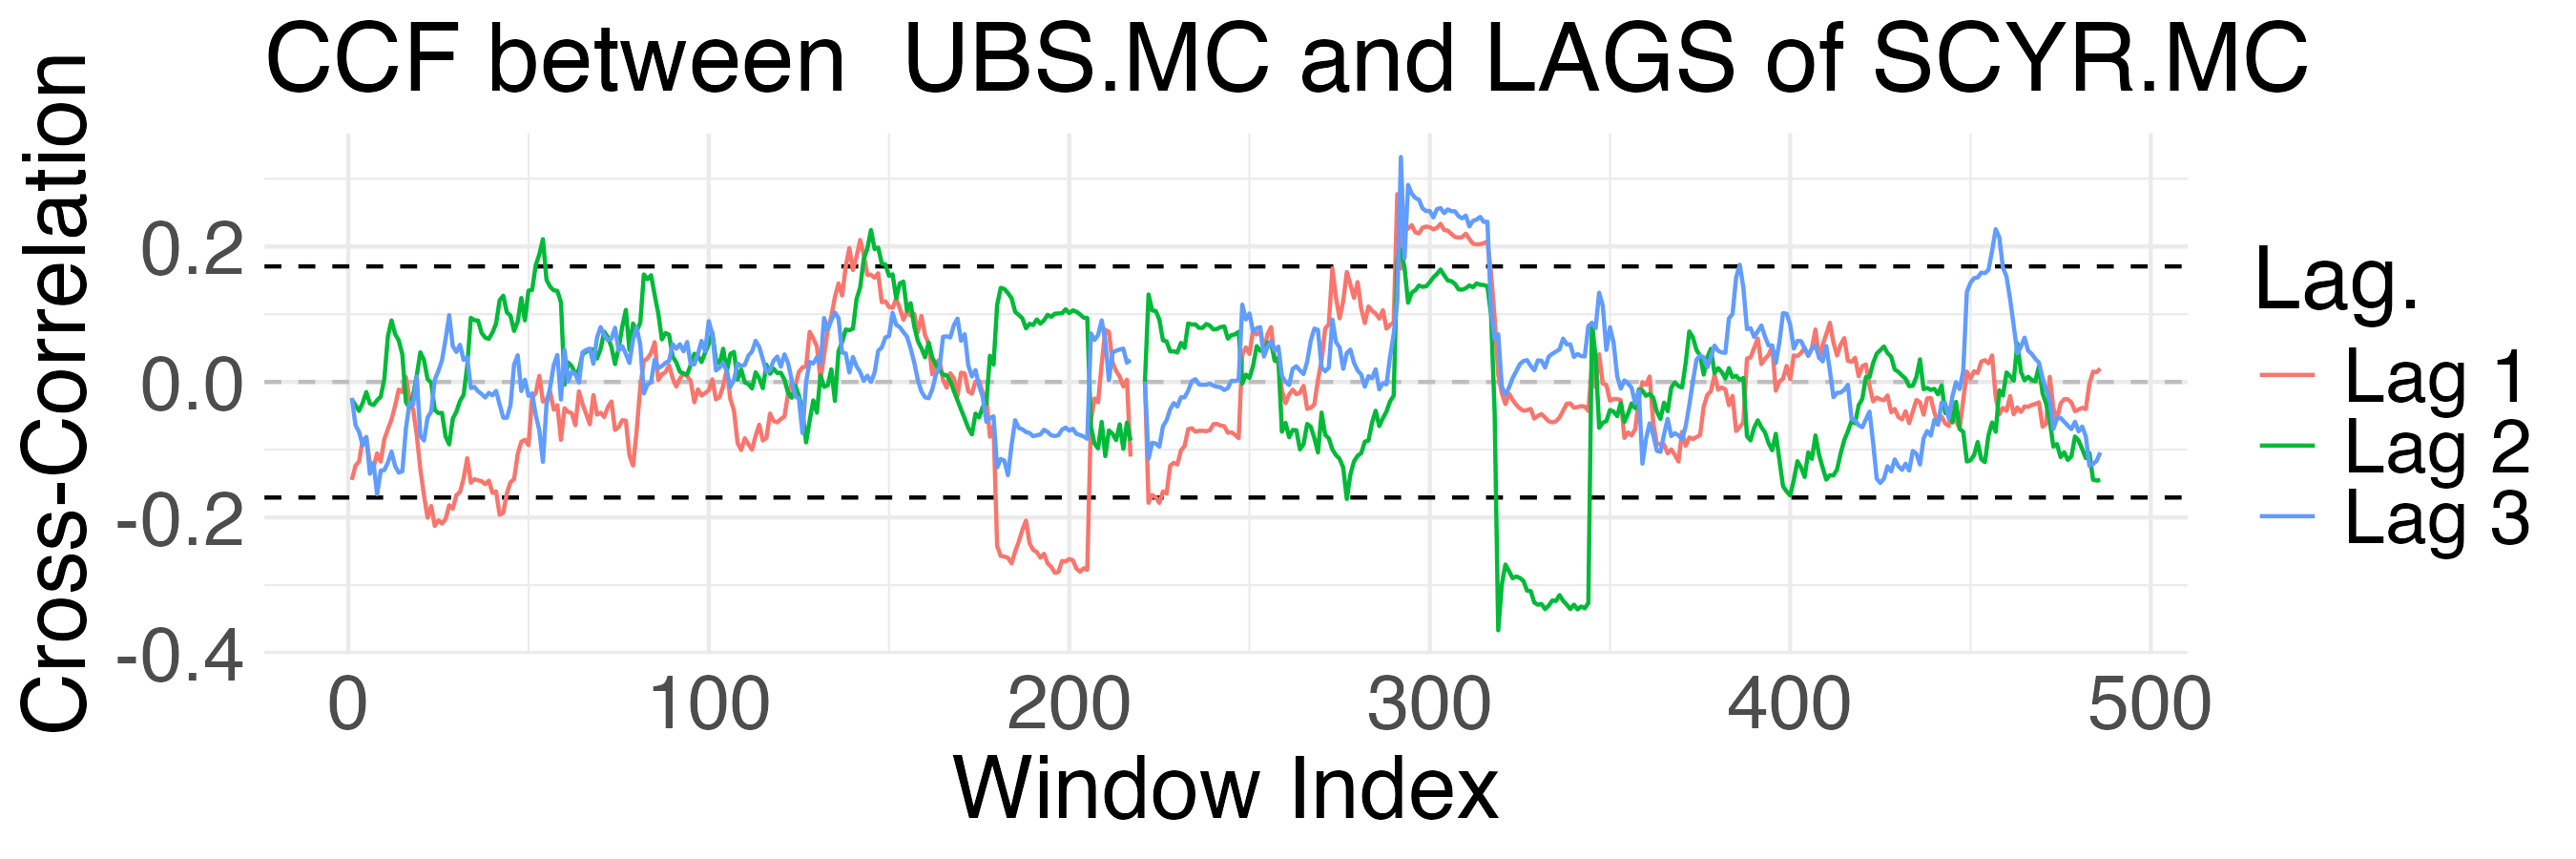 CCF between  UBS.MC and LAGS of SCYR.MC
Cross-Correlation
0.2
0.0
-0.2
-0.4
0 100 200 300 400 500
Window Index
Lag.
Lag 1
Lag 2
Lag 3